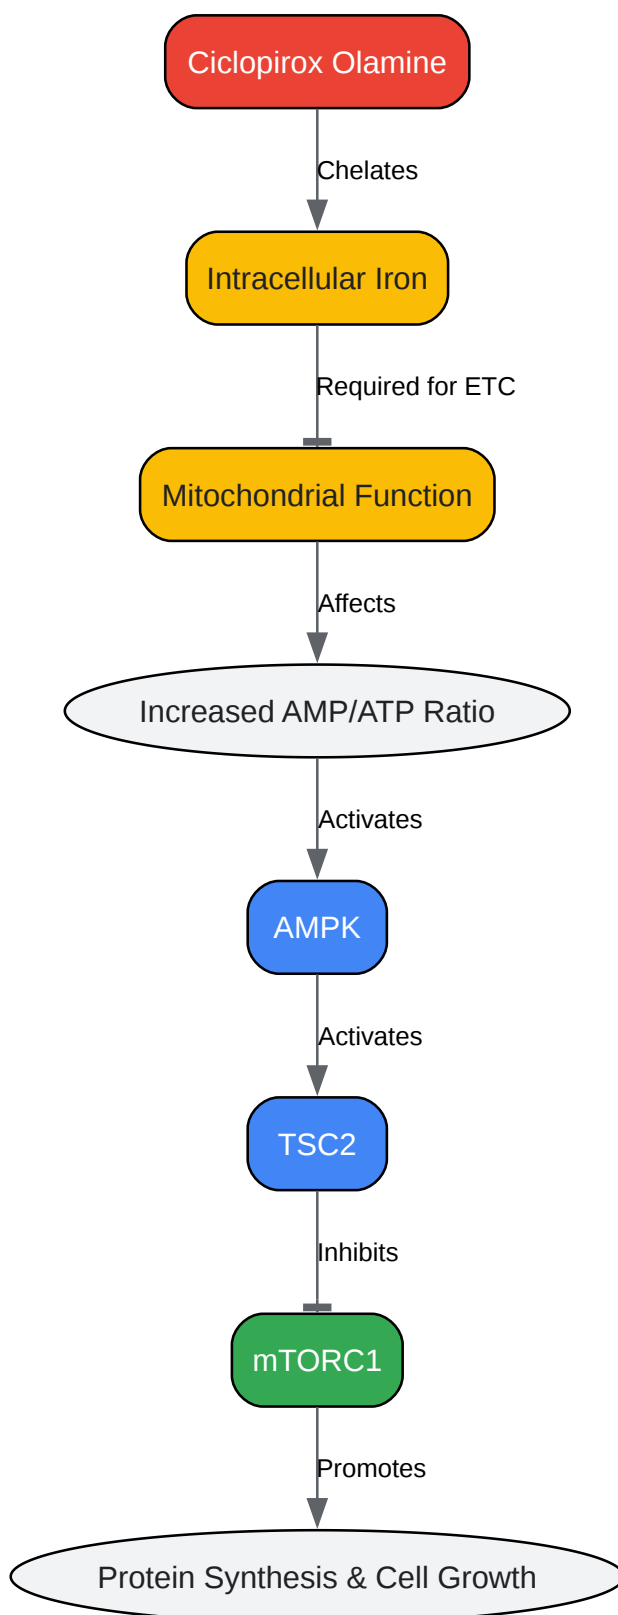 Ciclopirox Olamine
Chelates
Intracellular Iron
Required for ETC
Mitochondrial Function
Affects
Increased AMP/ATP Ratio
Activates
AMPK
Activates
TSC2
Inhibits
mTORC1
Promotes
Protein Synthesis & Cell Growth